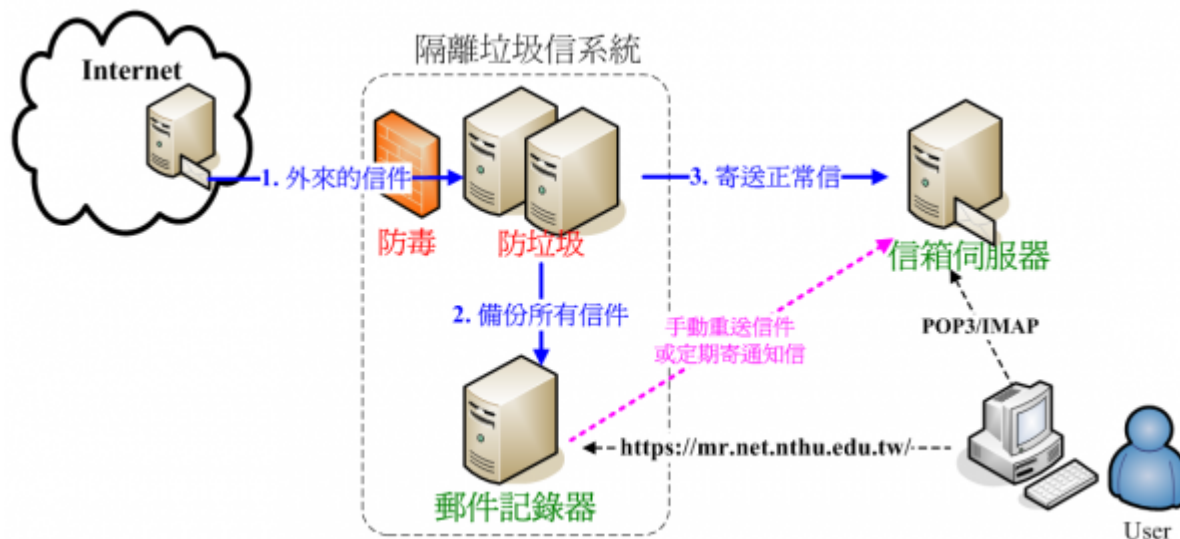 隔離垃圾信系統
Internet
1. 外來的信件
3. 寄送正常信
防毒
防垃圾
信箱伺服器
2. 備份所有信件
手動重送信件
或定期寄通知信
POP3/IMAP
https://mr.net.nthu.edu.tw/
郵件記錄器
User